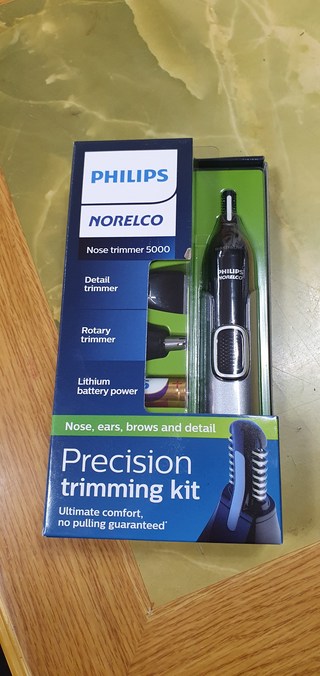 PHILIPS
NORELCO
Nose trimmer 5000
Detail
trimmer
Rotary
trimmer
Lithium
battery power
PHILIPS
NORELCO
Nose, ears, brows and detail
Precision
trimming kit
Ultimate comfort,
no pulling guaranteed*